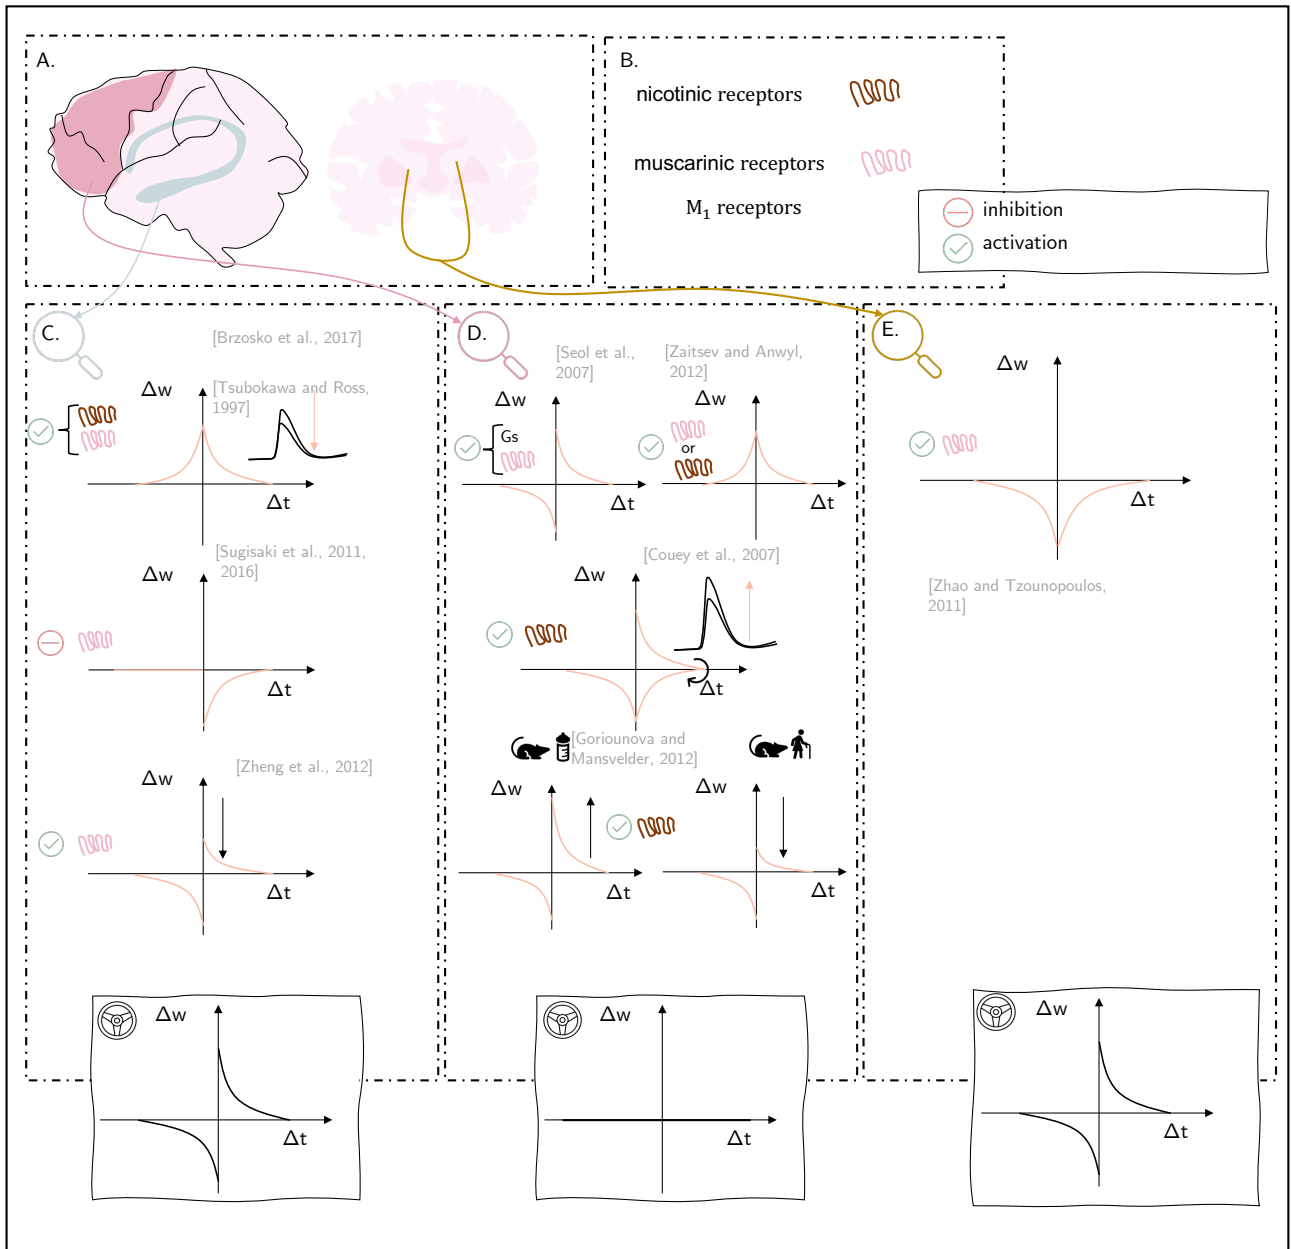 A.
B.
nicotinic receptors
muscarinic receptors
M₁ receptors
inhibition
activation
C.
[Brzosko et al., 2017]
[Tsubokawa and Ross,
1997]
Δw
Δt
[Sugisaki et al., 2011,
2016]
Δw
Δt
[Zheng et al., 2012]
Δw
Δt
Δw
Δt
D.
[Seol et al.,
2007]
Δw
Gs
Δt
[Zaitsev and Anwyl,
2012]
Δw
or
Δt
[Couey et al., 2007]
Δw
Δt
[Goriounova and
Mansvelder, 2012]
Δw
Δt
Δw
Δt
Δw
Δt
E.
Δw
Δt
[Zhao and Tzounopoulos,
2011]
Δw
Δt